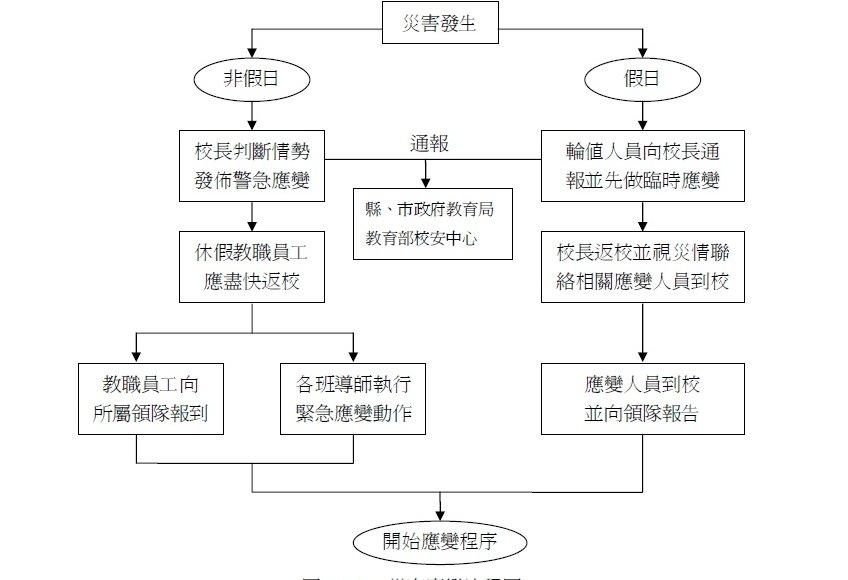 災害發生
非假日
假日
校長判斷情勢
發佈警急應變
通報
輪值人員向校長通
報並先做臨時應變
縣、市政府教育局
教育部校安中心
休假教職員工
應盡快返校
校長返校並視災情聯
絡相關應變人員到校
教職員工向
所屬領隊報到
各班導師執行
緊急應變動作
應變人員到校
並向領隊報告
開始應變程序